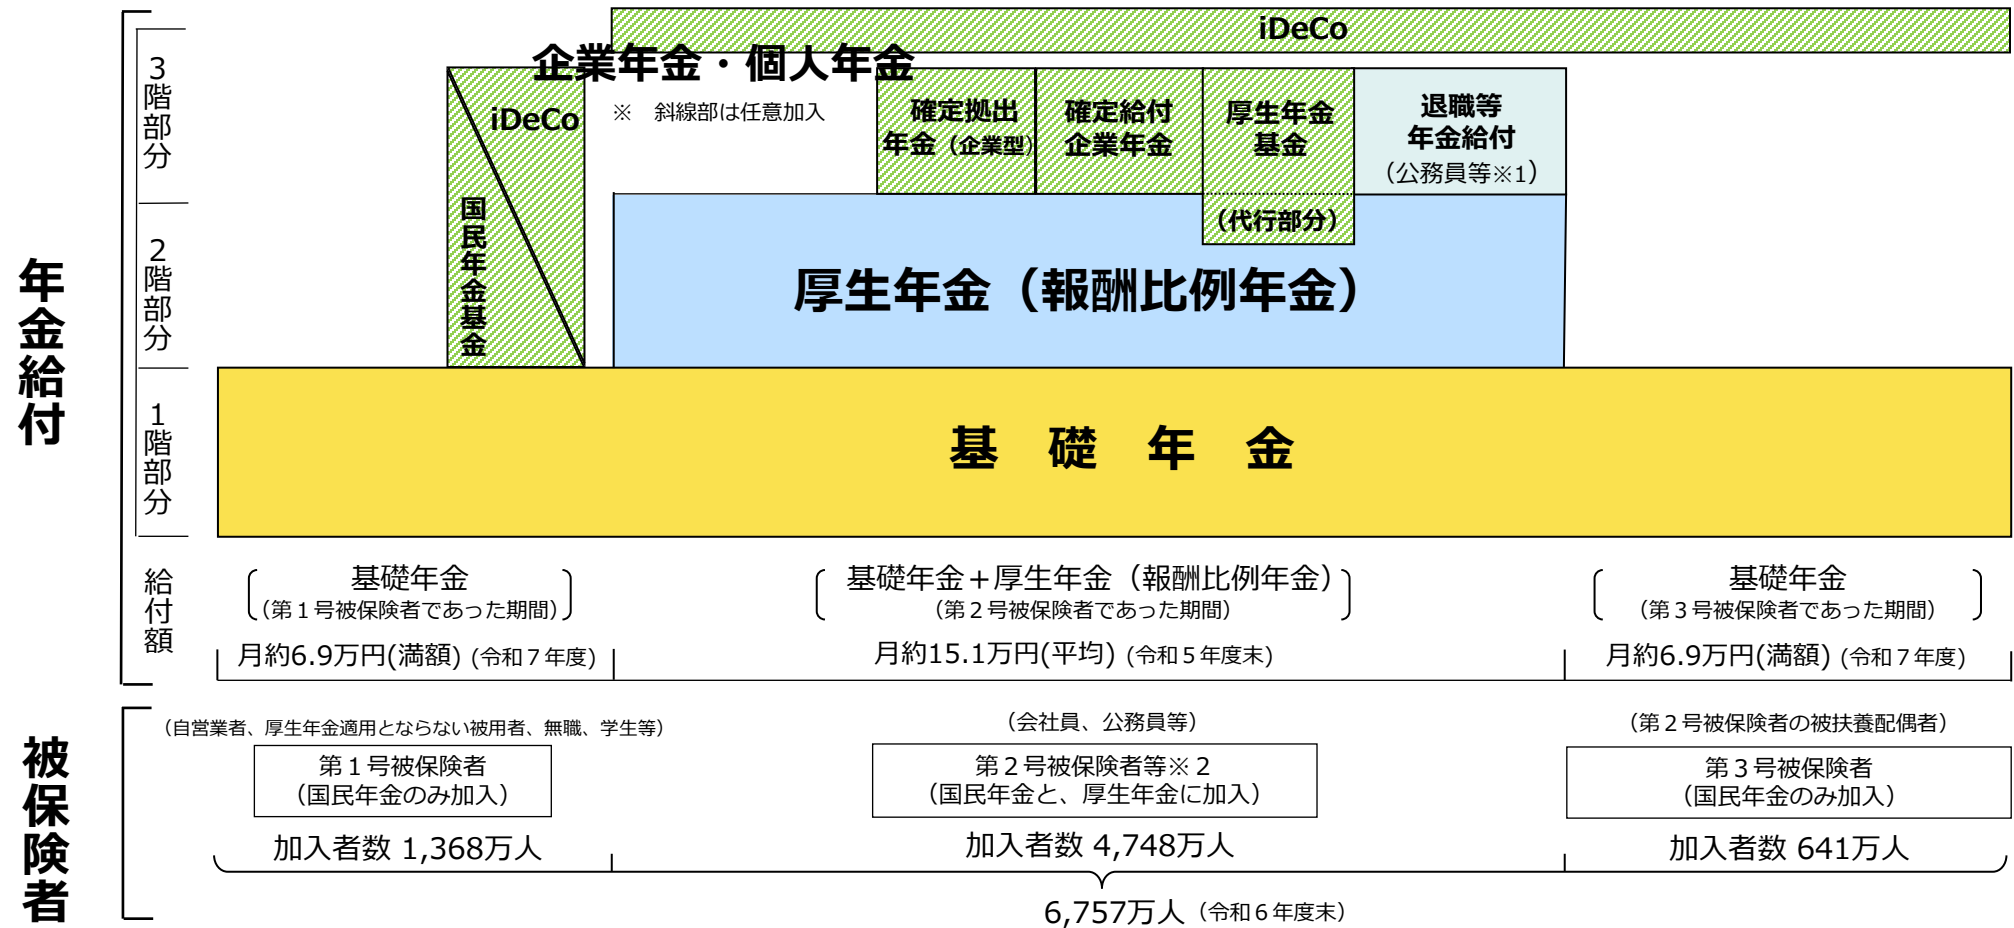 iDeCo
企業年金・個人年金
※　斜線部は任意加入
iDeCo
国民年金基金
確定拠出
年金（企業型）
確定給付
企業年金
厚生年金
基金
（代行部分）
退職等
年金給付
（公務員等※1）
3階部分
2階部分
1階部分
年金給付
厚生年金（報酬比例年金）
基　礎　年　金
給付額
基礎年金
（第１号被保険者であった期間）
月約6.9万円(満額) (令和７年度)
基礎年金＋厚生年金（報酬比例年金）
（第２号被保険者であった期間）
月約15.1万円(平均) (令和５年度末)
基礎年金
（第３号被保険者であった期間）
月約6.9万円(満額) (令和７年度)
被保険者
（自営業者、厚生年金適用とならない被用者、無職、学生等）
第１号被保険者
（国民年金のみ加入）
加入者数 1,368万人
（会社員、公務員等）
第２号被保険者等※２
（国民年金と、厚生年金に加入）
加入者数 4,748万人
（第２号被保険者の被扶養配偶者）
第３号被保険者
（国民年金のみ加入）
加入者数 641万人
6,757万人（令和６年度末）